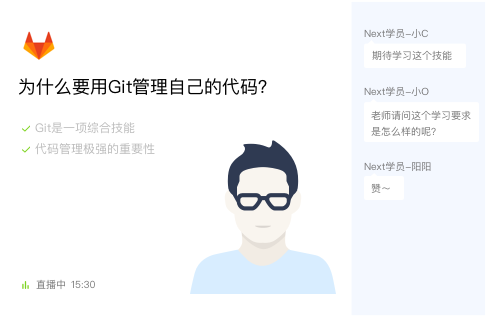 为什么要用Git管理自己的代码?
Git是一项综合技能
代码管理极强的重要性
直播中 15:30
Next学员-小C
期待学习这个技能
Next学员-小O
老师请问这个学习要求
是怎么样的呢?
Next学员-阳阳
赞~